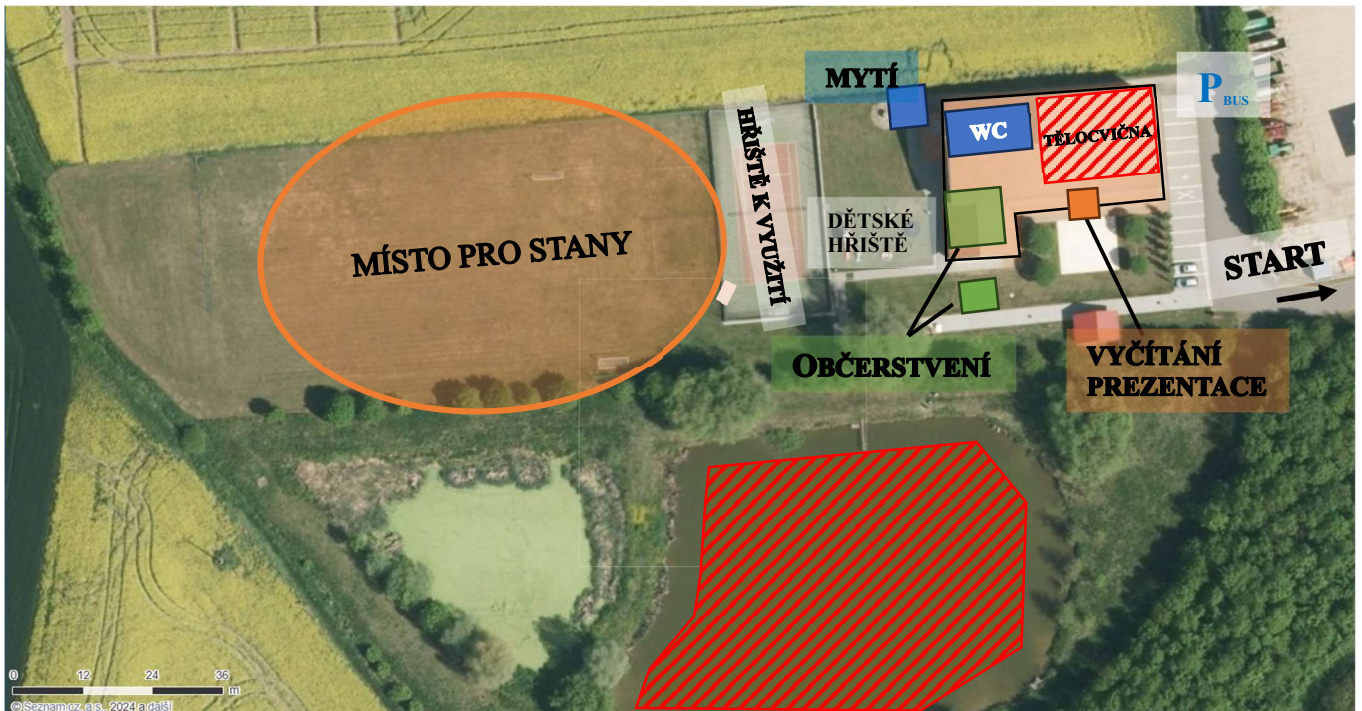 MYTÍ
P BUS
WC
TĚLOCVIČNA
HŘIŠTĚ K VYUŽITÍ
DĚTSKÉ
HŘIŠTĚ
MÍSTO PRO STANY
START
OBČERSTVENÍ
VYČÍTÁNÍ
PREZENTACE
0 12 24 36
m
© Seznam.cz, a.s., 2024 a další